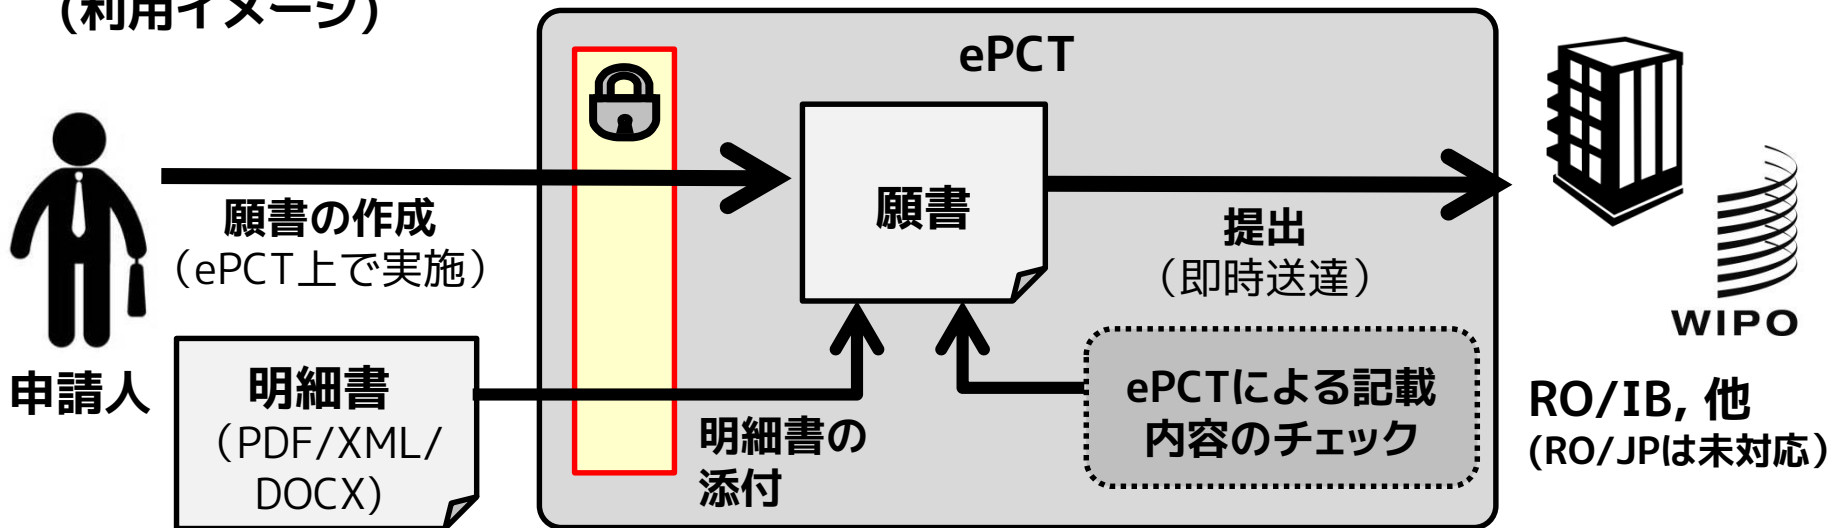 (利用イメージ)
ePCT
願書の作成
（ePCT上で実施）
願書
提出
（即時送達）
WIPO
申請人
明細書
（PDF/XML/
DOCX）
明細書の
添付
ePCTによる記載
内容のチェック
RO/IB, 他
(RO/JPは未対応)